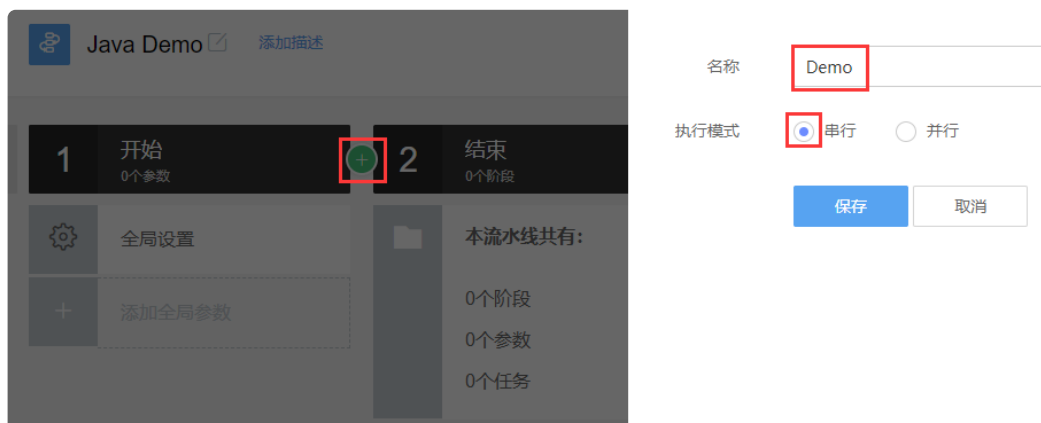 Java Demo 添加描述
1 开始
0个参数
+
2 结束
0个阶段
全局设置
+ 添加全局参数
本流水线共有:
0个阶段
0个参数
0个任务
名称 Demo
执行模式 串行 并行
保存 取消